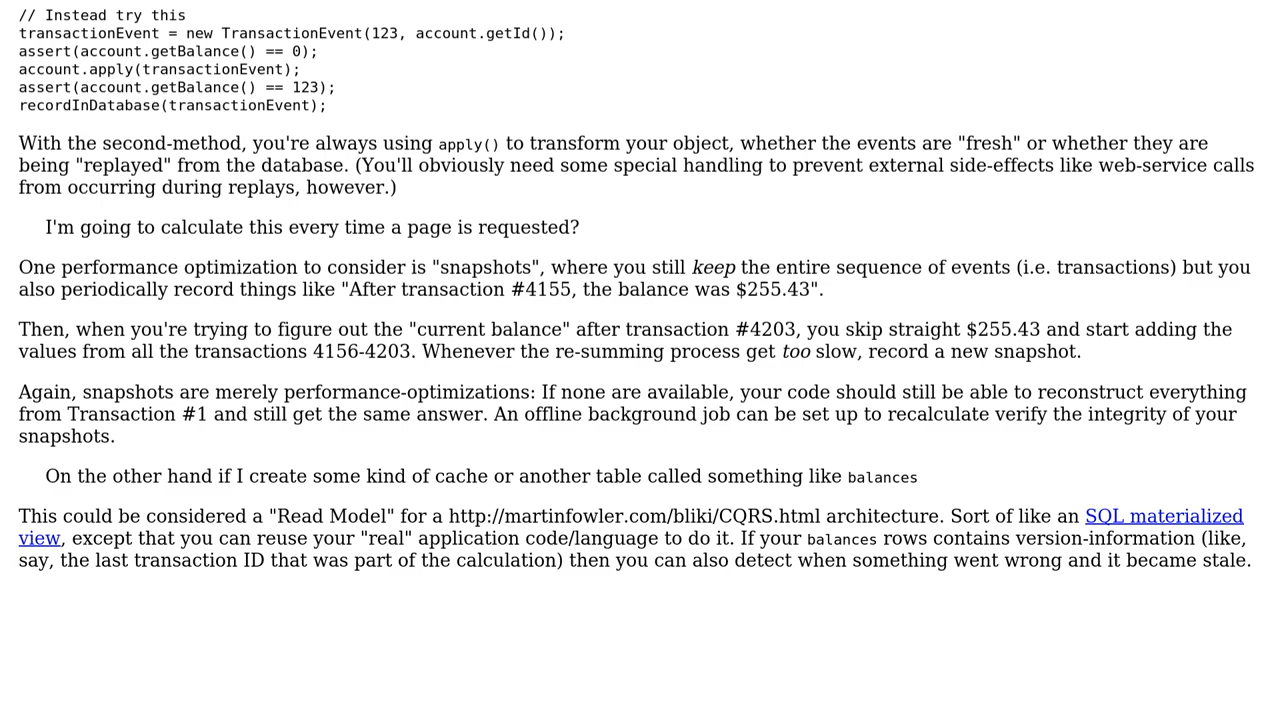 // Instead try this
transactionEvent = new TransactionEvent(123, account.getId());
assert(account.getBalance() == 0);
account.apply(transactionEvent);
assert(account.getBalance() == 123);
recordInDatabase(transactionEvent);
With the second-method, you're always using apply() to transform your object, whether the events are "fresh" or whether they are
being "replayed" from the database. (You'll obviously need some special handling to prevent external side-effects like web-service calls
from occurring during replays, however.)
I'm going to calculate this every time a page is requested?
One performance optimization to consider is "snapshots", where you still keep the entire sequence of events (i.e. transactions) but you
also periodically record things like "After transaction #4155, the balance was $255.43".
Then, when you're trying to figure out the "current balance" after transaction #4203, you skip straight $255.43 and start adding the
values from all the transactions 4156-4203. Whenever the re-summing process get too slow, record a new snapshot.
Again, snapshots are merely performance-optimizations: If none are available, your code should still be able to reconstruct everything
from Transaction #1 and still get the same answer. An offline background job can be set up to recalculate verify the integrity of your
snapshots.
On the other hand if I create some kind of cache or another table called something like balances
This could be considered a "Read Model" for a http://martinfowler.com/bliki/CQRS.html architecture. Sort of like an SQL materialized
view, except that you can reuse your "real" application code/language to do it. If your balances rows contains version-information (like,
say, the last transaction ID that was part of the calculation) then you can also detect when something went wrong and it became stale.